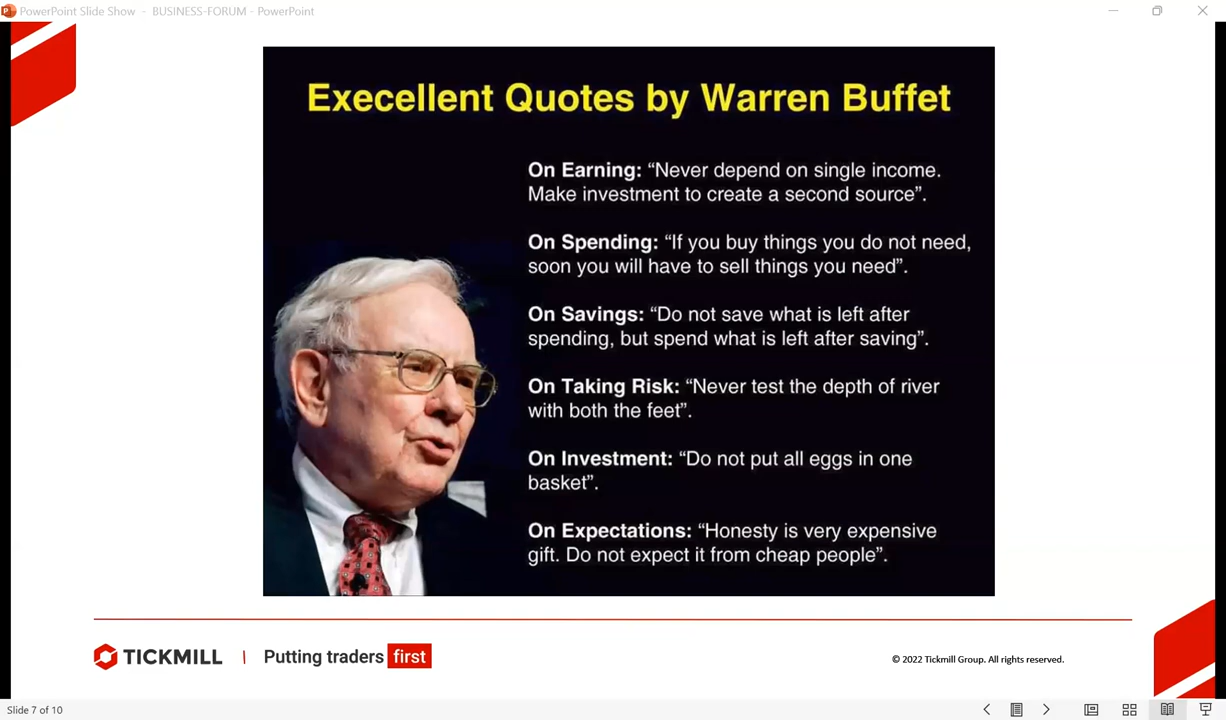 PowerPoint Slide Show - BUSINESS-FORUM - PowerPoint
Execellent Quotes by Warren Buffet
On Earning: “Never depend on single income.
Make investment to create a second source”.
On Spending: “If you buy things you do not need,
soon you will have to sell things you need”.
On Savings: “Do not save what is left after
spending, but spend what is left after saving”.
On Taking Risk: “Never test the depth of river
with both the feet”.
On Investment: “Do not put all eggs in one
basket”.
On Expectations: “Honesty is very expensive
gift. Do not expect it from cheap people”.
TICKMILL | Putting traders first
© 2022 Tickmill Group. All rights reserved.
Slide 7 of 10